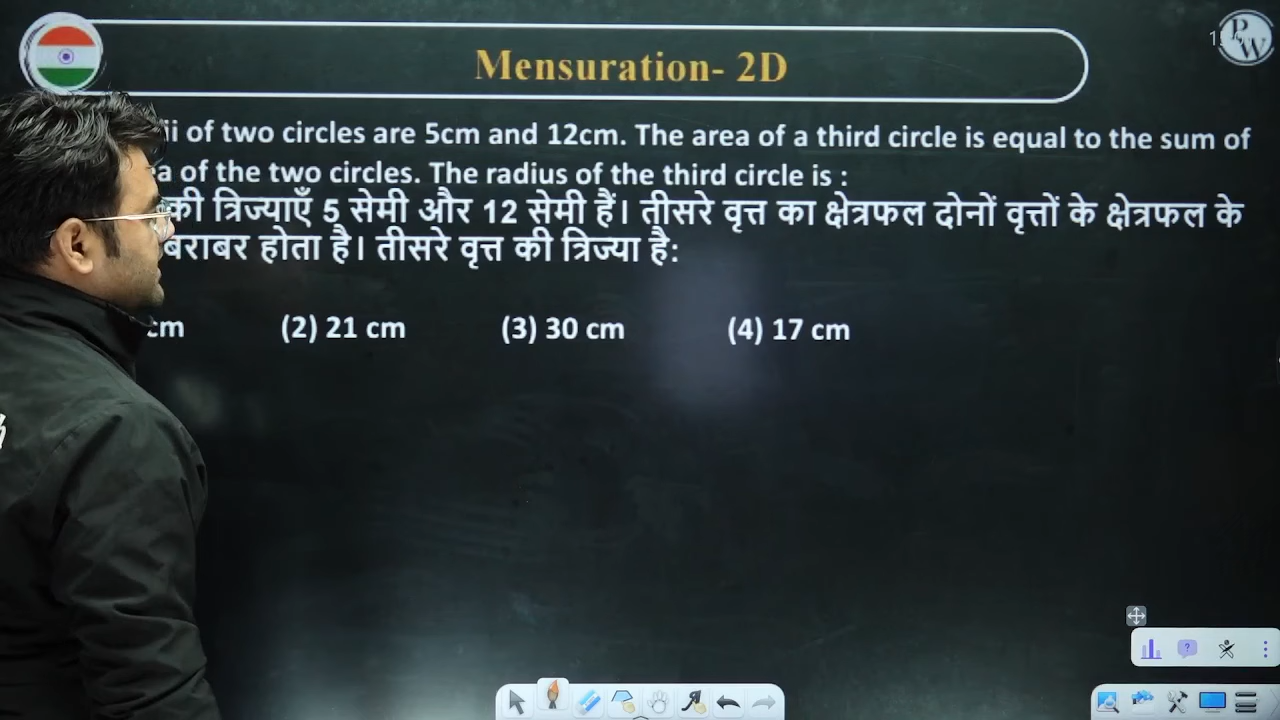 Mensuration- 2D
PW
of two circles are 5cm and 12cm. The area of a third circle is equal to the sum of
of the two circles. The radius of the third circle is :
की त्रिज्याएँ 5 सेमी और 12 सेमी हैं। तीसरे वृत्त का क्षेत्रफल दोनों वृत्तों के क्षेत्रफल के
बराबर होता है। तीसरे वृत्त की त्रिज्या है:
cm (2) 21 cm (3) 30 cm (4) 17 cm